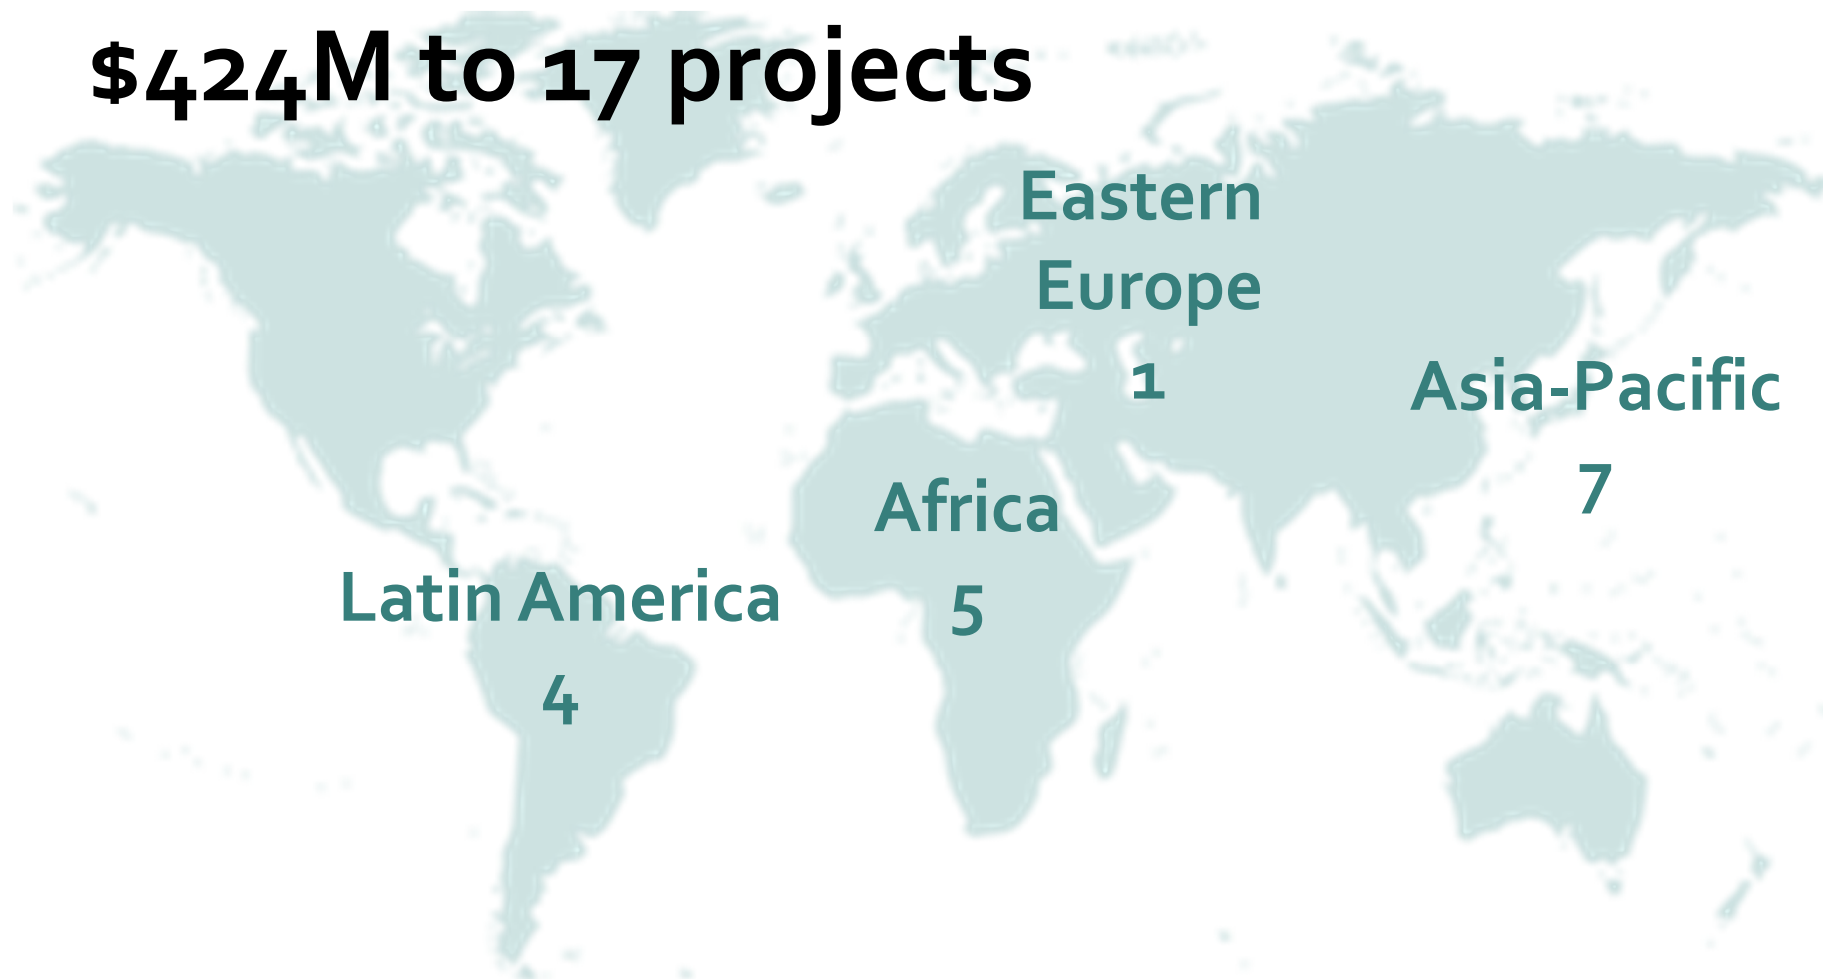 $424M to 17 projects
Eastern
Europe
1
Asia-Pacific
7
Africa
5
Latin America
4